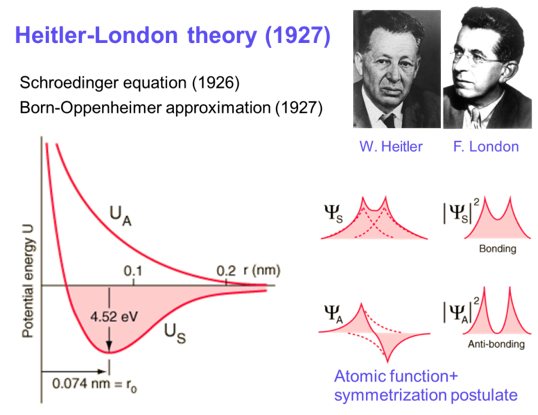 Heitler-London theory (1927)
Schroedinger equation (1926)
Born-Oppenheimer approximation (1927)
W. Heitler
F. London
Potential energy U
U_A
0.1
0.2
r (nm)
4.52 eV
U_S
0.074 nm = r_0
Ψ_S
|Ψ_S|²
Bonding
Ψ_A
|Ψ_A|²
Anti-bonding
Atomic function+
symmetrization postulate